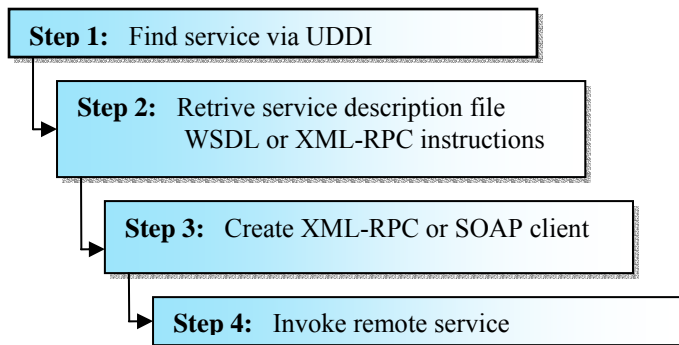 Step 1: Find service via UDDI
Step 2: Retrive service description file
WSDL or XML-RPC instructions
Step 3: Create XML-RPC or SOAP client
Step 4: Invoke remote service